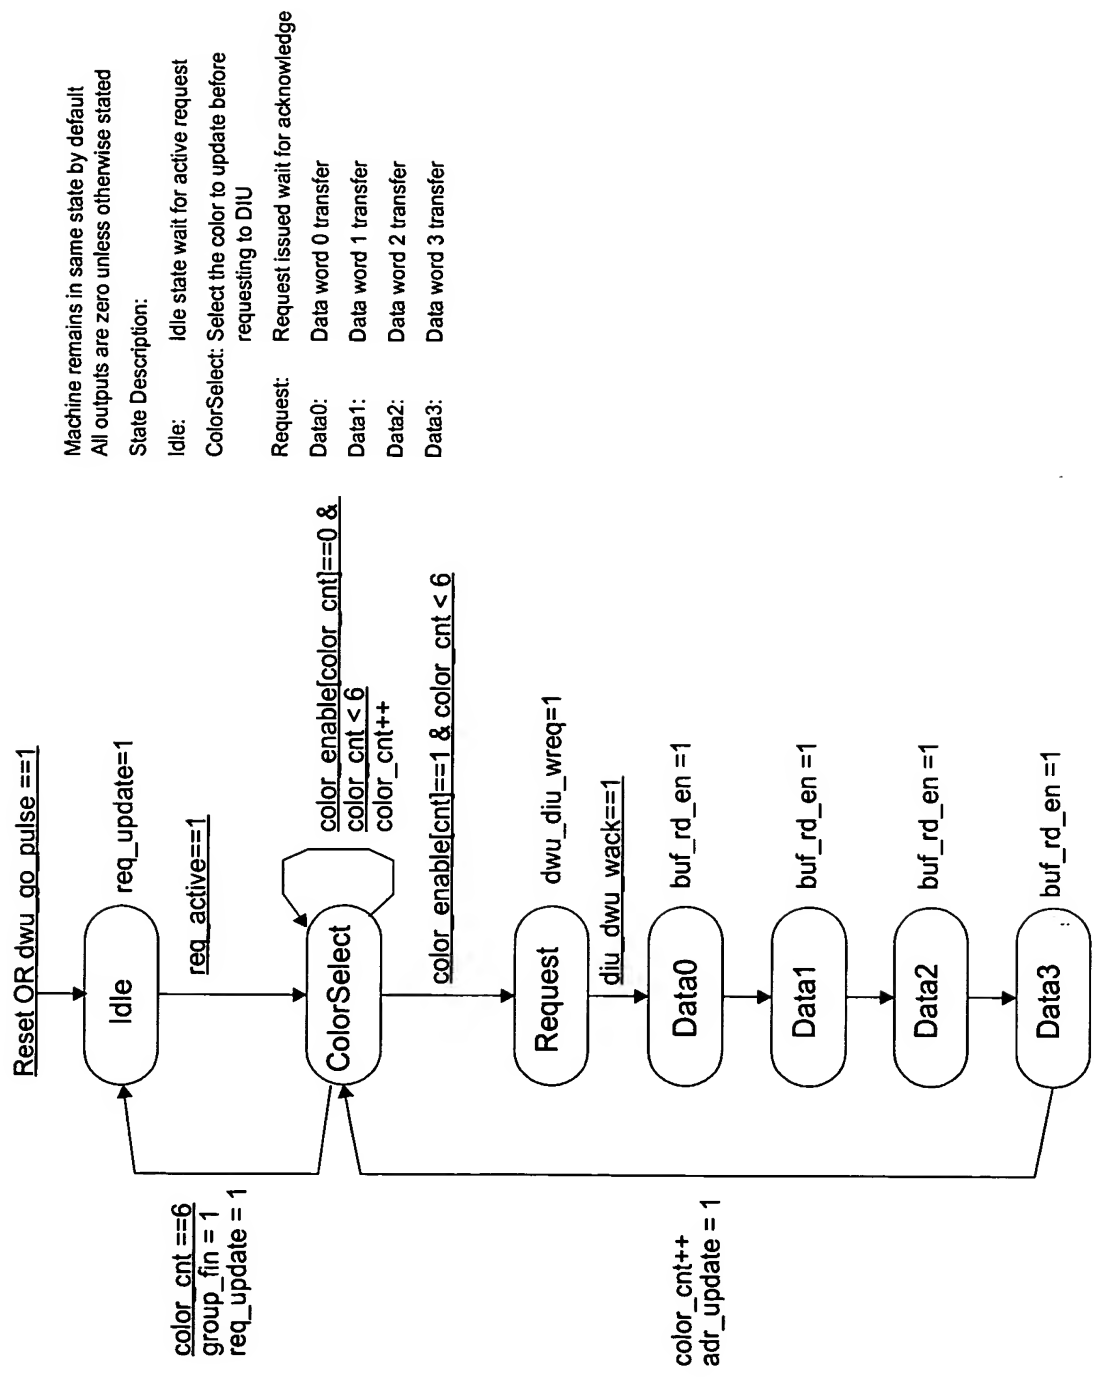 Reset OR dwu_go_pulse ==1
Idle
req_update=1
req_active==1
color_cnt ==6
group_fin = 1
req_update = 1
ColorSelect
color_enable[color_cnt]==0 &
color_cnt < 6
color_cnt++
color_enable[cnt]==1 & color_cnt < 6
Request
dwu_diu_wreq=1
diu_dwu_wack==1
Data0
buf_rd_en =1
Data1
buf_rd_en =1
Data2
buf_rd_en =1
Data3
buf_rd_en =1
color_cnt++
adr_update = 1
Machine remains in same state by default
All outputs are zero unless otherwise stated
State Description:
Idle: Idle state wait for active request
ColorSelect: Select the color to update before
requesting to DIU
Request: Request issued wait for acknowledge
Data0: Data word 0 transfer
Data1: Data word 1 transfer
Data2: Data word 2 transfer
Data3: Data word 3 transfer